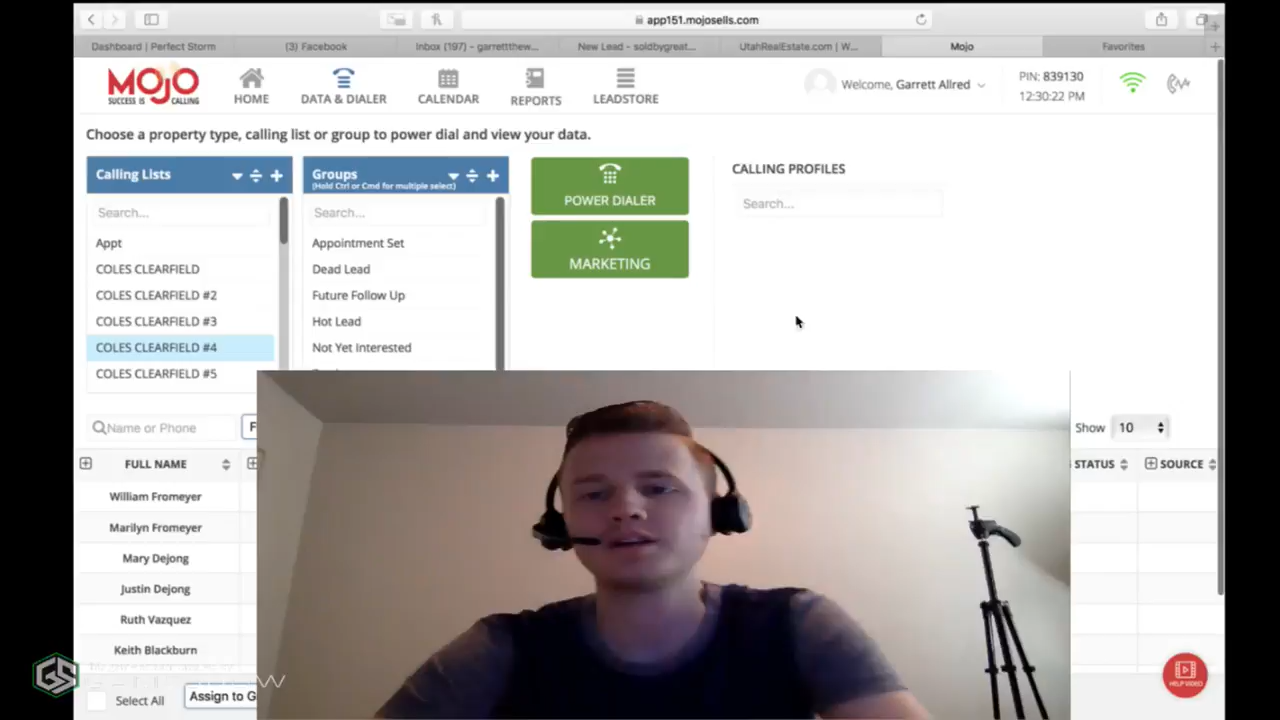 app151.mojosells.com
Dashboard | Perfect Storm
(3) Facebook
Inbox (197) - garrettthew...
New Lead - soldbygreat...
UtahRealEstate.com | W...
Mojo
Favorites
MOJO
SUCCESS IS CALLING
HOME
DATA & DIALER
CALENDAR
REPORTS
LEADSTORE
Welcome, Garrett Allred
PIN: 839130
12:30:22 PM
Choose a property type, calling list or group to power dial and view your data.
Calling Lists
Search...
Appt
COLES CLEARFIELD
COLES CLEARFIELD #2
COLES CLEARFIELD #3
COLES CLEARFIELD #4
COLES CLEARFIELD #5
Groups
(Hold Ctrl or Cmd for multiple select)
Search...
Appointment Set
Dead Lead
Future Follow Up
Hot Lead
Not Yet Interested
POWER DIALER
MARKETING
CALLING PROFILES
Search...
Name or Phone
F
Show 10
FULL NAME
STATUS
SOURCE
William Fromeyer
Marilyn Fromeyer
Mary Dejong
Justin Dejong
Ruth Vazquez
Keith Blackburn
Select All
Assign to G
HELP VIDEO
GS